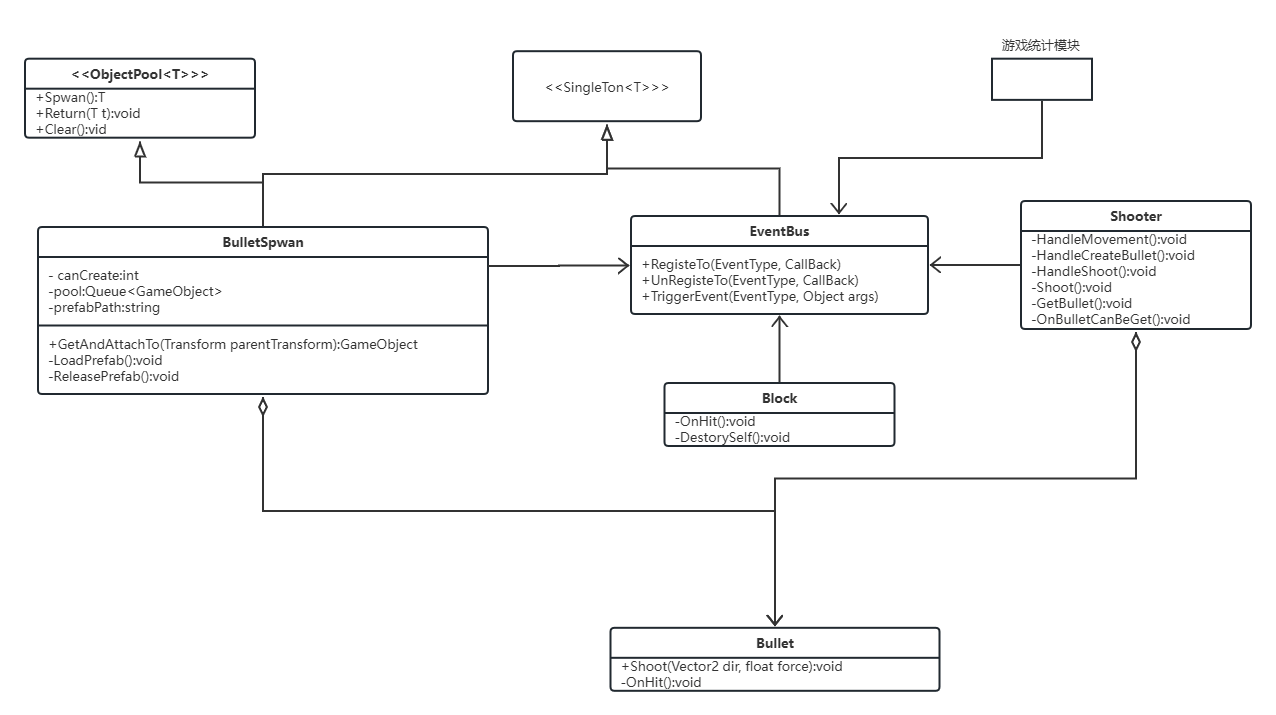 游戏统计模块
<<ObjectPool<T>>>
+Spwan():T
+Return(T t):void
+Clear():vid
<<SingleTon<T>>>
BulletSpwan
- canCreate:int
-pool:Queue<GameObject>
-prefabPath:string
+GetAndAttachTo(Transform parentTransform):GameObject
-LoadPrefab():void
-ReleasePrefab():void
EventBus
+RegisteTo(EventType, CallBack)
+UnRegisteTo(EventType, CallBack)
+TriggerEvent(EventType, Object args)
Shooter
-HandleMovement():void
-HandleCreateBullet():void
-HandleShoot():void
-Shoot():void
-GetBullet():void
-OnBulletCanBeGet():void
Block
-OnHit():void
-DestorySelf():void
Bullet
+Shoot(Vector2 dir, float force):void
-OnHit():void